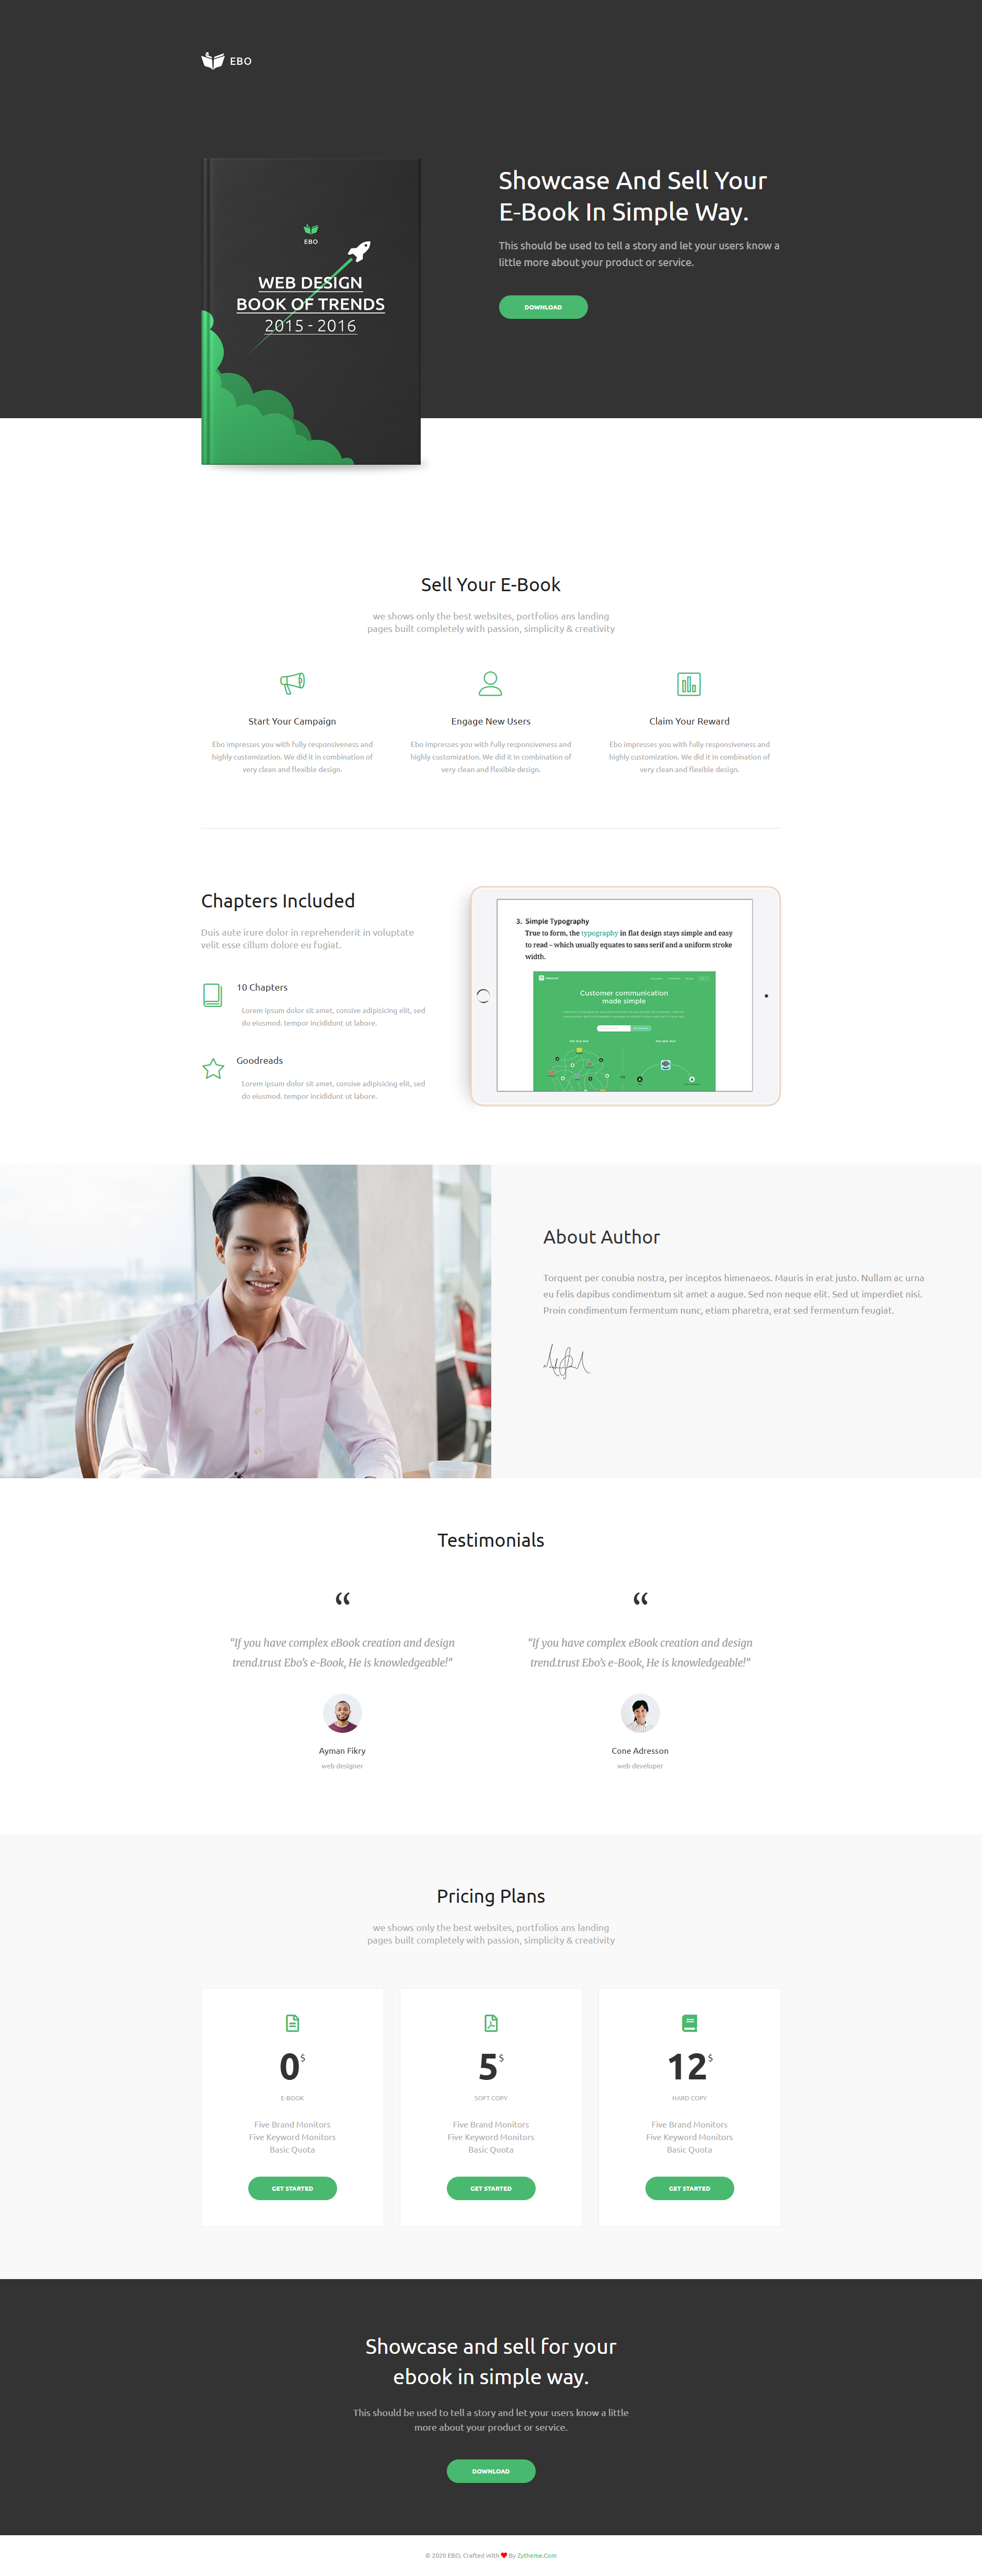 EBO
EBO
WEB DESIGN
BOOK OF TRENDS
2015 - 2016
Showcase And Sell Your
E-Book In Simple Way.
This should be used to tell a story and let your users know a
little more about your product or service.
DOWNLOAD
Sell Your E-Book
we shows only the best websites, portfolios ans landing
pages built completely with passion, simplicity & creativity
Start Your Campaign
Ebo impresses you with fully responsiveness and
highly customization. We did it in combination of
very clean and flexible design.
Engage New Users
Ebo impresses you with fully responsiveness and
highly customization. We did it in combination of
very clean and flexible design.
Claim Your Reward
Ebo impresses you with fully responsiveness and
highly customization. We did it in combination of
very clean and flexible design.
Chapters Included
Duis aute irure dolor in reprehenderit in voluptate
velit esse cillum dolore eu fugiat.
10 Chapters
Lorem ipsum dolor sit amet, consive adipisicing elit, sed
do eiusmod. tempor incididunt ut labore.
Goodreads
Lorem ipsum dolor sit amet, consive adipisicing elit, sed
do eiusmod. tempor incididunt ut labore.
3. Simple Typography
True to form, the typography in flat design stays simple and easy
to read – which usually equates to sans serif and a uniform stroke
width.
Customer communication
made simple
About Author
Torquent per conubia nostra, per inceptos himenaeos. Mauris in erat justo. Nullam ac urna
eu felis dapibus condimentum sit amet a augue. Sed non neque elit. Sed ut imperdiet nisi.
Proin condimentum fermentum nunc, etiam pharetra, erat sed fermentum feugiat.
Testimonials
“
“If you have complex eBook creation and design
trend.trust Ebo's e-Book, He is knowledgeable!”
Ayman Fikry
web designer
“
“If you have complex eBook creation and design
trend.trust Ebo's e-Book, He is knowledgeable!”
Cone Adresson
web developer
Pricing Plans
we shows only the best websites, portfolios ans landing
pages built completely with passion, simplicity & creativity
0$
E-BOOK
Five Brand Monitors
Five Keyword Monitors
Basic Quota
GET STARTED
5$
SOFT COPY
Five Brand Monitors
Five Keyword Monitors
Basic Quota
GET STARTED
12$
HARD COPY
Five Brand Monitors
Five Keyword Monitors
Basic Quota
GET STARTED
Showcase and sell for your
ebook in simple way.
This should be used to tell a story and let your users know a little
more about your product or service.
DOWNLOAD
© 2020 EBO, Crafted With ❤ By Zytheme.Com